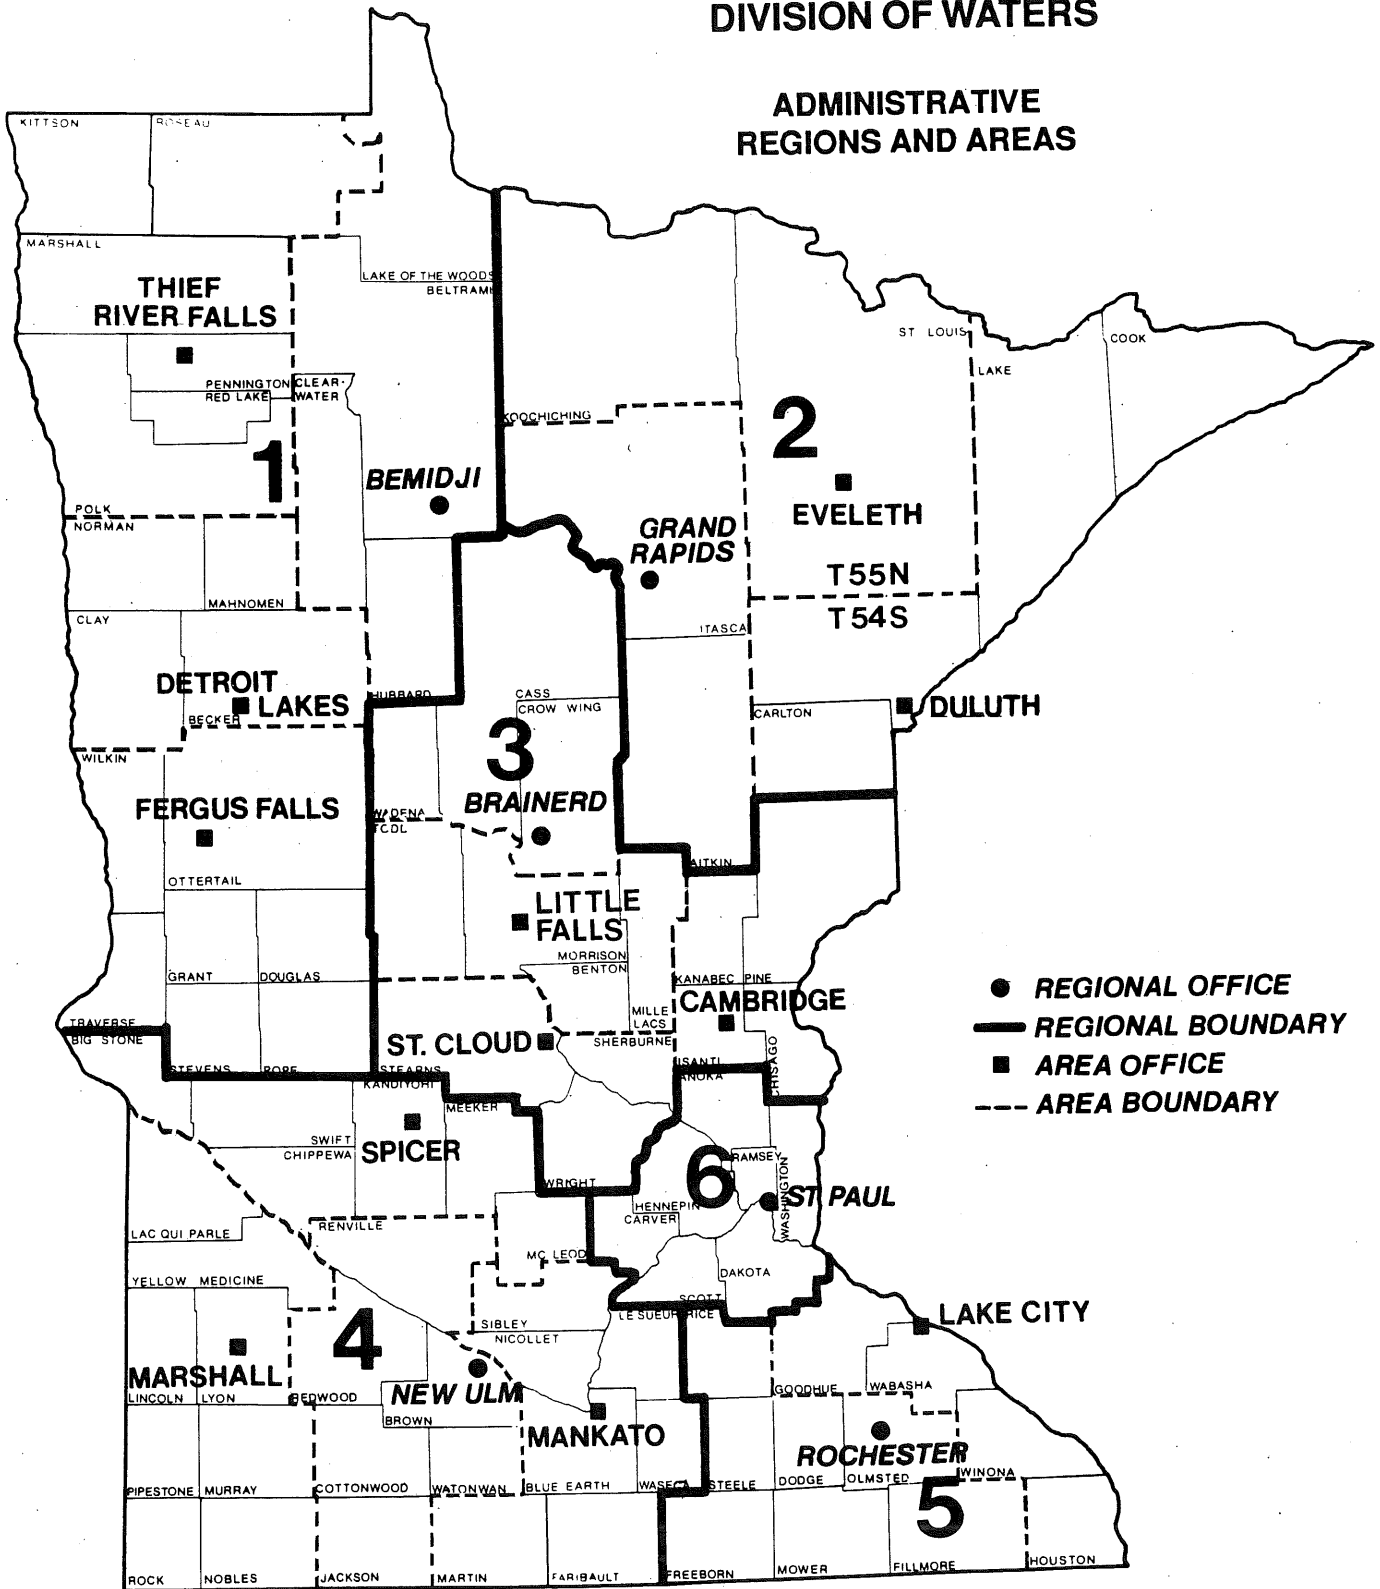 DIVISION OF WATERS
ADMINISTRATIVE
REGIONS AND AREAS
KITTSON
ROSEAU
MARSHALL
LAKE OF THE WOODS
BELTRAMI
THIEF
RIVER FALLS
ST LOUIS
COOK
LAKE
PENNINGTON
RED LAKE
CLEAR-
WATER
KOOCHICHING
2
1
BEMIDJI
EVELETH
POLK
NORMAN
GRAND
RAPIDS
T55N
T54S
MAHNOMEN
CLAY
ITASCA
DETROIT
LAKES
BECKER
HUBBARD
CASS
CROW WING
CARLTON
DULUTH
WILKIN
3
FERGUS FALLS
BRAINERD
WADENA
TODD
AITKIN
OTTERTAIL
LITTLE
FALLS
MORRISON
BENTON
GRANT
DOUGLAS
KANABEC
PINE
CAMBRIDGE
MILLE
LACS
REGIONAL OFFICE
REGIONAL BOUNDARY
AREA OFFICE
AREA BOUNDARY
TRAVERSE
BIG STONE
ST. CLOUD
SHERBURNE
ISANTI
ANOKA
CHISAGO
STEVENS
POPE
STEARNS
KANDIYOHI
MEEKER
SWIFT
CHIPPEWA
SPICER
6
RAMSEY
WASHINGTON
ST PAUL
WRIGHT
HENNEPIN
CARVER
LAC QUI PARLE
RENVILLE
MC LEOD
YELLOW MEDICINE
DAKOTA
SCOTT
LE SUEUR
RICE
LAKE CITY
SIBLEY
NICOLLET
4
MARSHALL
LINCOLN
LYON
REDWOOD
NEW ULM
BROWN
MANKATO
GOODHUE
WABASHA
ROCHESTER
DODGE
OLMSTED
WINONA
PIPESTONE
MURRAY
COTTONWOOD
WATONWAN
BLUE EARTH
WASECA
STEELE
5
ROCK
NOBLES
JACKSON
MARTIN
FARIBAULT
FREEBORN
MOWER
FILLMORE
HOUSTON